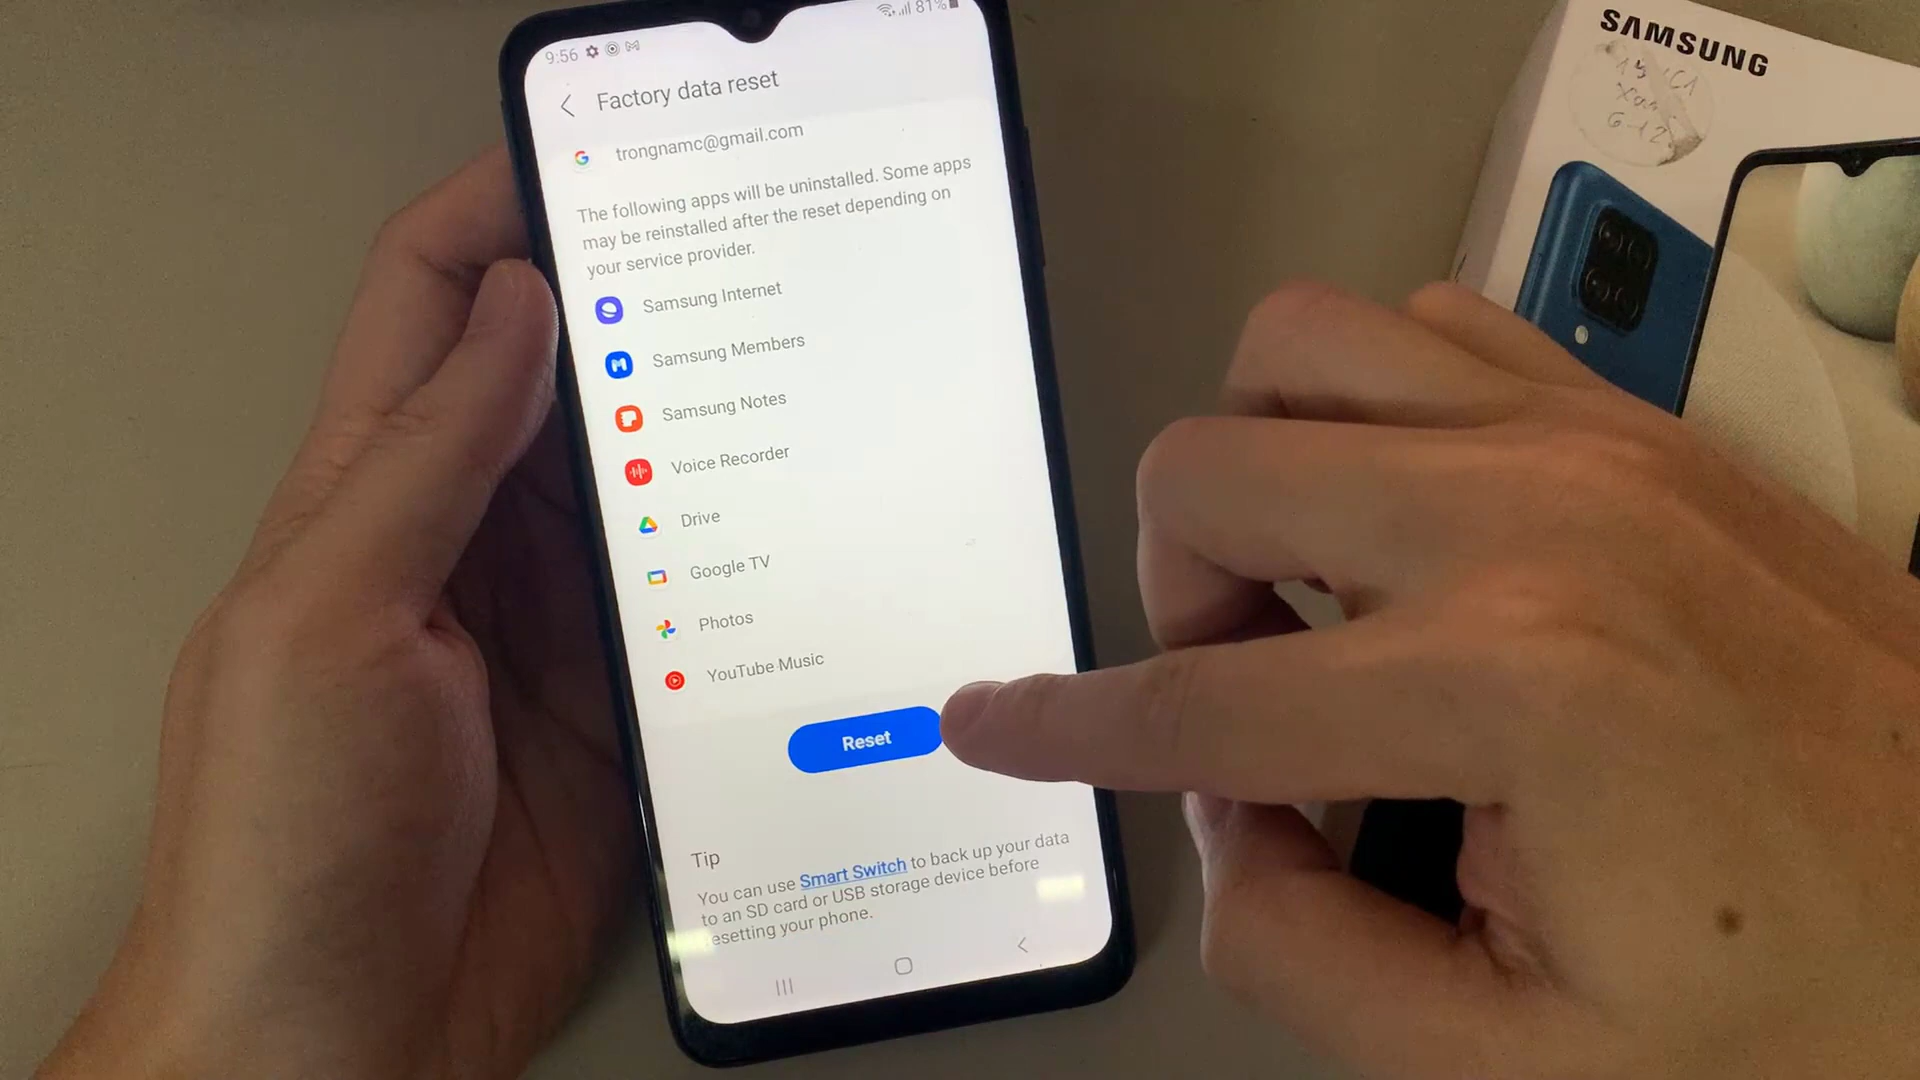 9:56
81%
Factory data reset
trongnamc@gmail.com
The following apps will be uninstalled. Some apps
may be reinstalled after the reset depending on
your service provider.
Samsung Internet
Samsung Members
Samsung Notes
Voice Recorder
Drive
Google TV
Photos
YouTube Music
Reset
Tip
You can use Smart Switch to back up your data
to an SD card or USB storage device before
esetting your phone.
SAMSUNG